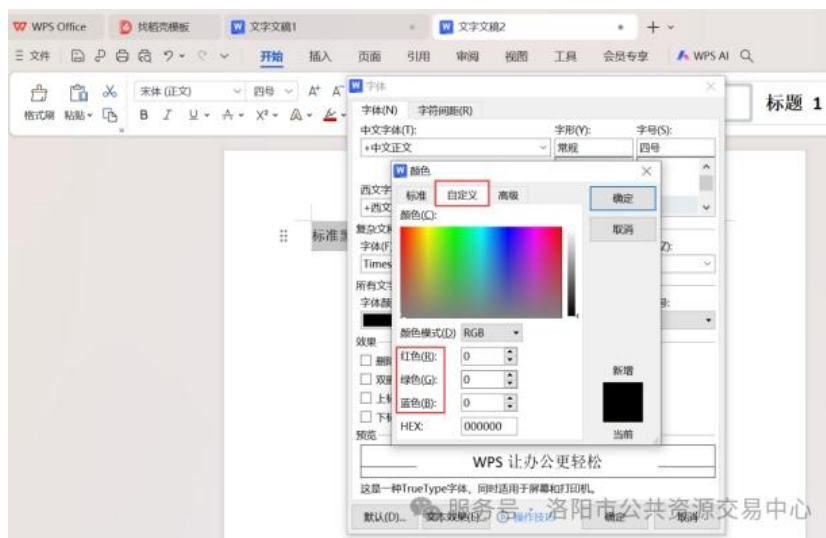 WPS Office 找稻壳模板 文字文稿1 文字文稿2
文件 开始 插入 页面 引用 审阅 视图 工具 会员专享 WPS AI
格式刷 粘贴 宋体 (正文) 四号 标题 1
字体
字体(N) 字符间距(R)
中文字体(T): 字形(Y): 字号(S):
+中文正文 常规 四号
颜色
标准 自定义 高级 确定
颜色(C):
取消
西文字
+西文
复杂文
字体(F
Times
所有文字
字体颜
标准黑
颜色模式(D) RGB
效果
红色(R): 0
绿色(G): 0
蓝色(B): 0
HEX: 000000
新增
当前
双删
上标
下标
预览
WPS 让办公更轻松
这是一种TrueType字体，同时适用于屏幕和打印机。
默认(D)... 文本效果(E)... 操作技巧 确定 取消
服务号 · 洛阳市公共资源交易中心